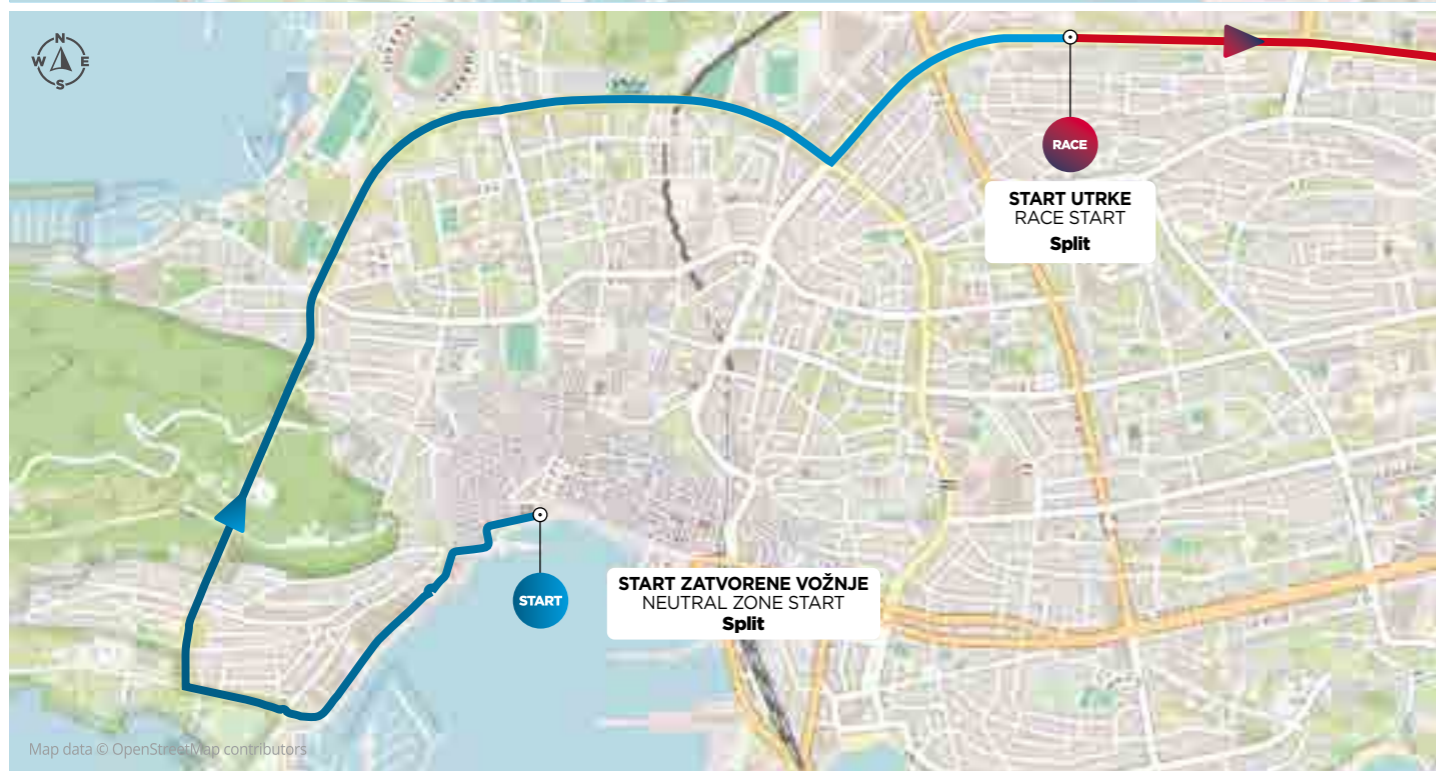 N
W E
S
RACE
START UTRKE
RACE START
Split
START
START ZATVORENE VOŽNJE
NEUTRAL ZONE START
Split
Map data © OpenStreetMap contributors